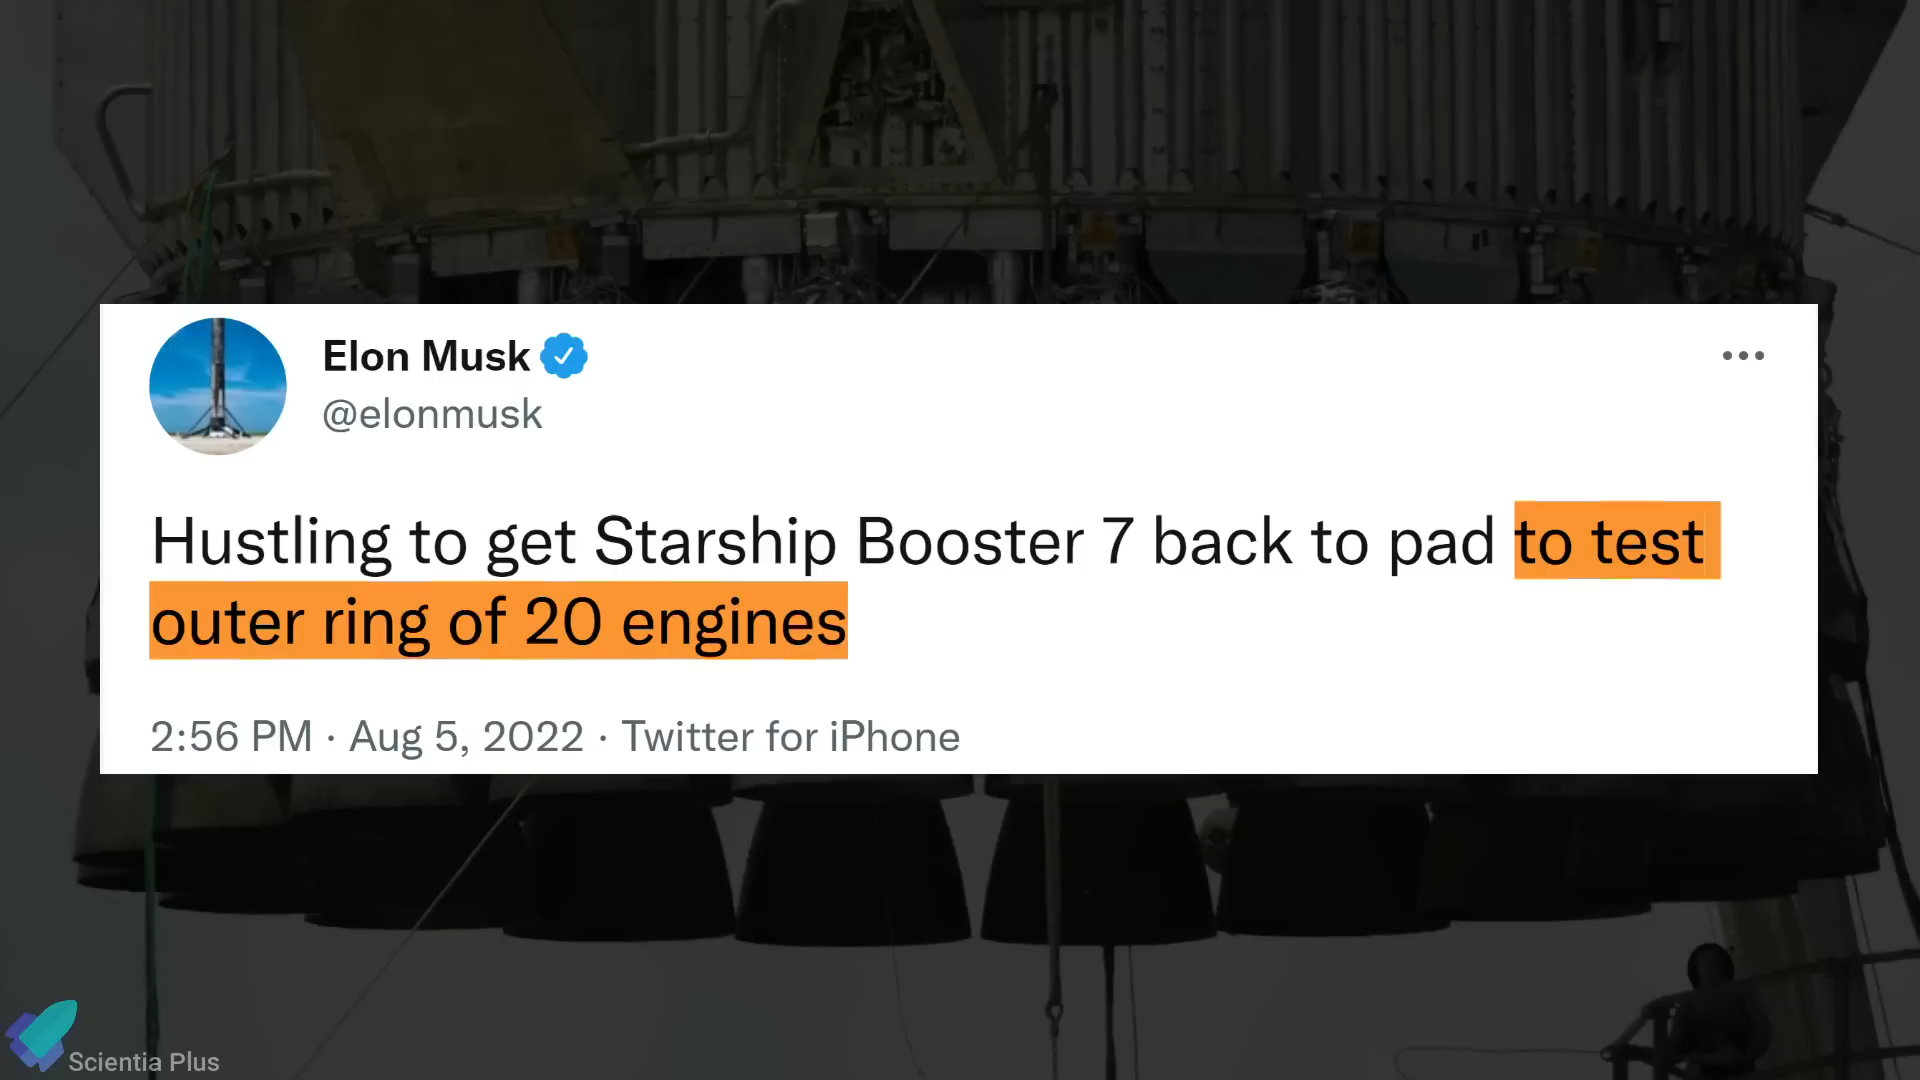 Elon Musk
@elonmusk
Hustling to get Starship Booster 7 back to pad to test
outer ring of 20 engines
2:56 PM · Aug 5, 2022 · Twitter for iPhone
Scientia Plus